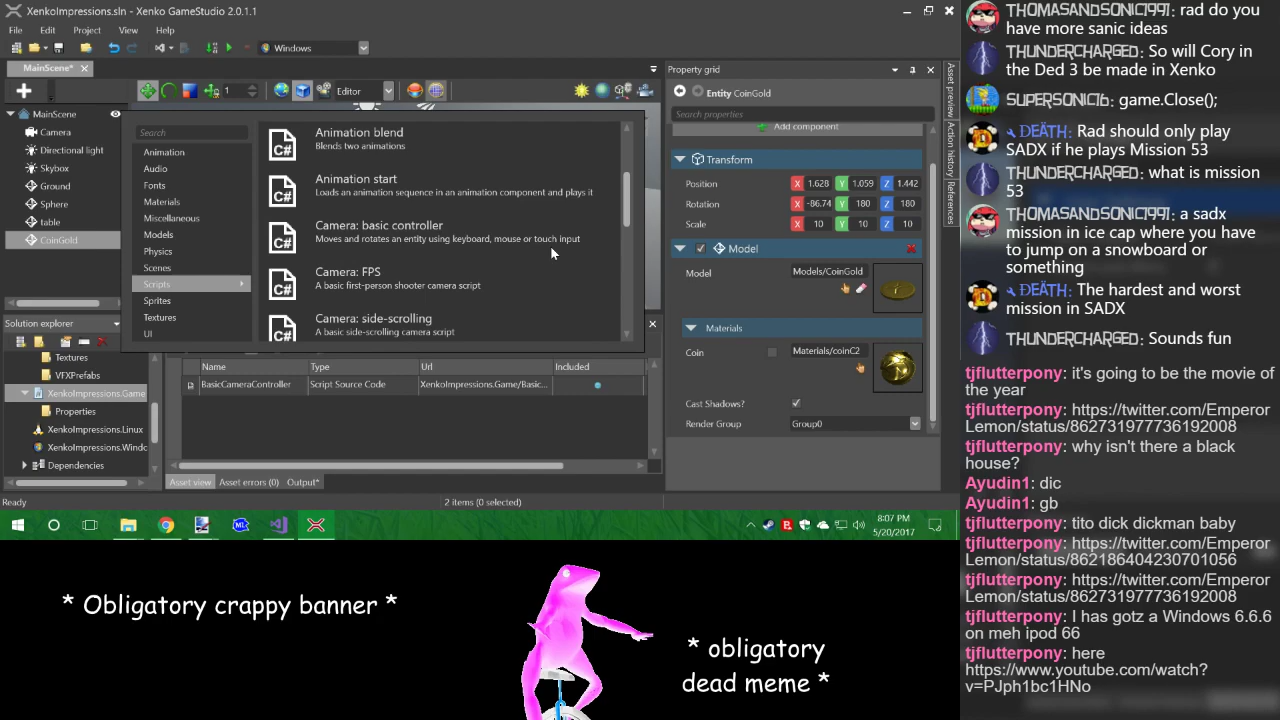 XenkoImpressions.sln - Xenko GameStudio 2.0.1.1
File Edit Project View Help
Windows
MainScene*
1
Editor
MainScene
Camera
Directional light
Skybox
Ground
Sphere
table
CoinGold
Search
Animation
Audio
Fonts
Materials
Miscellaneous
Models
Physics
Scenes
Scripts
Sprites
Textures
UI
Animation blend
Blends two animations
Animation start
Loads an animation sequence in an animation component and plays it
Camera: basic controller
Moves and rotates an entity using keyboard, mouse or touch input
Camera: FPS
A basic first-person shooter camera script
Camera: side-scrolling
A basic side-scrolling camera script
Property grid
Entity CoinGold
Search properties
Add component
Transform
Position X 1.628 Y 1.059 Z 1.442
Rotation X -86.74 Y 180 Z 180
Scale X 10 Y 10 Z 10
Model
Model Models/CoinGold
Materials
Coin Materials/coinC2
Cast Shadows?
Render Group Group0
Asset preview
Action history
References
Solution explorer
Textures
VFXPrefabs
XenkoImpressions.Game
Properties
XenkoImpressions.Linux
XenkoImpressions.Windc
Dependencies
Name Type Url Included
BasicCameraController Script Source Code XenkoImpressions.Game/Basic...
Asset view Asset errors (0) Output*
Ready
2 items (0 selected)
8:07 PM
5/20/2017
* Obligatory crappy banner *
* obligatory
dead meme *
THOMASANDSONIC1991: rad do you
have more sanic ideas
THUNDERCHARGED: So will Cory in
the Ded 3 be made in Xenko
SUPERSONIC16: game.Close();
DEÄTH: Rad should only play
SADX if he plays Mission 53
THUNDERCHARGED: what is mission
53
THOMASANDSONIC1991: a sadx
mission in ice cap where you have
to jump on a snowboard or
something
DEÄTH: The hardest and worst
mission in SADX
THUNDERCHARGED: Sounds fun
tjflutterpony: it's going to be the movie of
the year
tjflutterpony: https://twitter.com/Emperor
Lemon/status/862731977736192008
tjflutterpony: why isn't there a black
house?
Ayudin1: dic
Ayudin1: gb
tjflutterpony: tito dick dickman baby
tjflutterpony: https://twitter.com/Emperor
Lemon/status/862186404230701056
tjflutterpony: https://twitter.com/Emperor
Lemon/status/862731977736192008
tjflutterpony: I has gotz a Windows 6.6.6
on meh ipod 66
tjflutterpony: here
https://www.youtube.com/watch?
v=PJph1bc1HNo